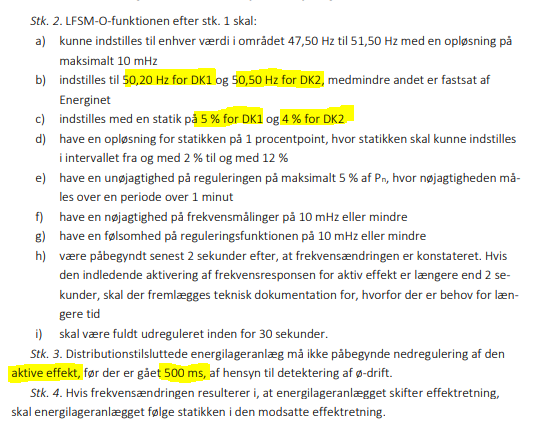 Stk. 2. LFSM-O-funktionen efter stk. 1 skal:
a) kunne indstilles til enhver værdi i området 47,50 Hz til 51,50 Hz med en opløsning på
maksimalt 10 mHz
b) indstilles til 50,20 Hz for DK1 og 50,50 Hz for DK2, medmindre andet er fastsat af
Energinet
c) indstilles med en statik på 5 % for DK1 og 4 % for DK2
d) have en opløsning for statikken på 1 procentpoint, hvor statikken skal kunne indstilles
i intervallet fra og med 2 % til og med 12 %
e) have en unøjagtighed på reguleringen på maksimalt 5 % af Pn, hvor nøjagtigheden må-
les over en periode over 1 minut
f) have en nøjagtighed på frekvensmålinger på 10 mHz eller mindre
g) have en følsomhed på reguleringsfunktionen på 10 mHz eller mindre
h) være påbegyndt senest 2 sekunder efter, at frekvensændringen er konstateret. Hvis
den indledende aktivering af frekvensresponsen for aktiv effekt er længere end 2 se-
kunder, skal der fremlægges teknisk dokumentation for, hvorfor der er behov for læn-
gere tid
i) skal være fuldt udreguleret inden for 30 sekunder.
Stk. 3. Distributionstilsluttede energilageranlæg må ikke påbegynde nedregulering af den
aktive effekt, før der er gået 500 ms, af hensyn til detektering af ø-drift.
Stk. 4. Hvis frekvensændringen resulterer i, at energilageranlægget skifter effektretning,
skal energilageranlægget følge statikken i den modsatte effektretning.